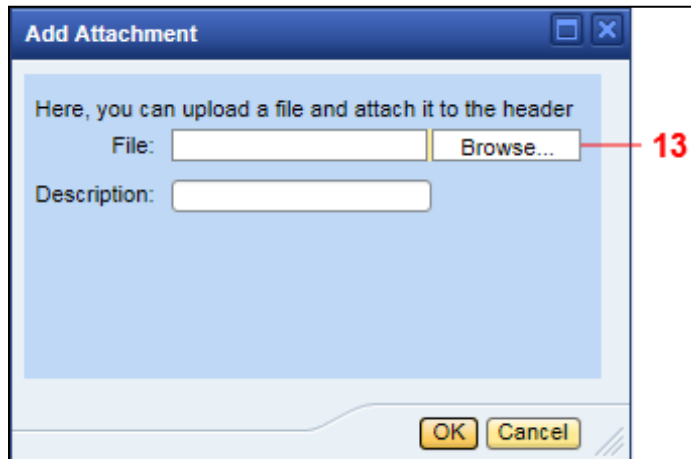 Add Attachment
Here, you can upload a file and attach it to the header
File: Browse... 13
Description:
OK Cancel